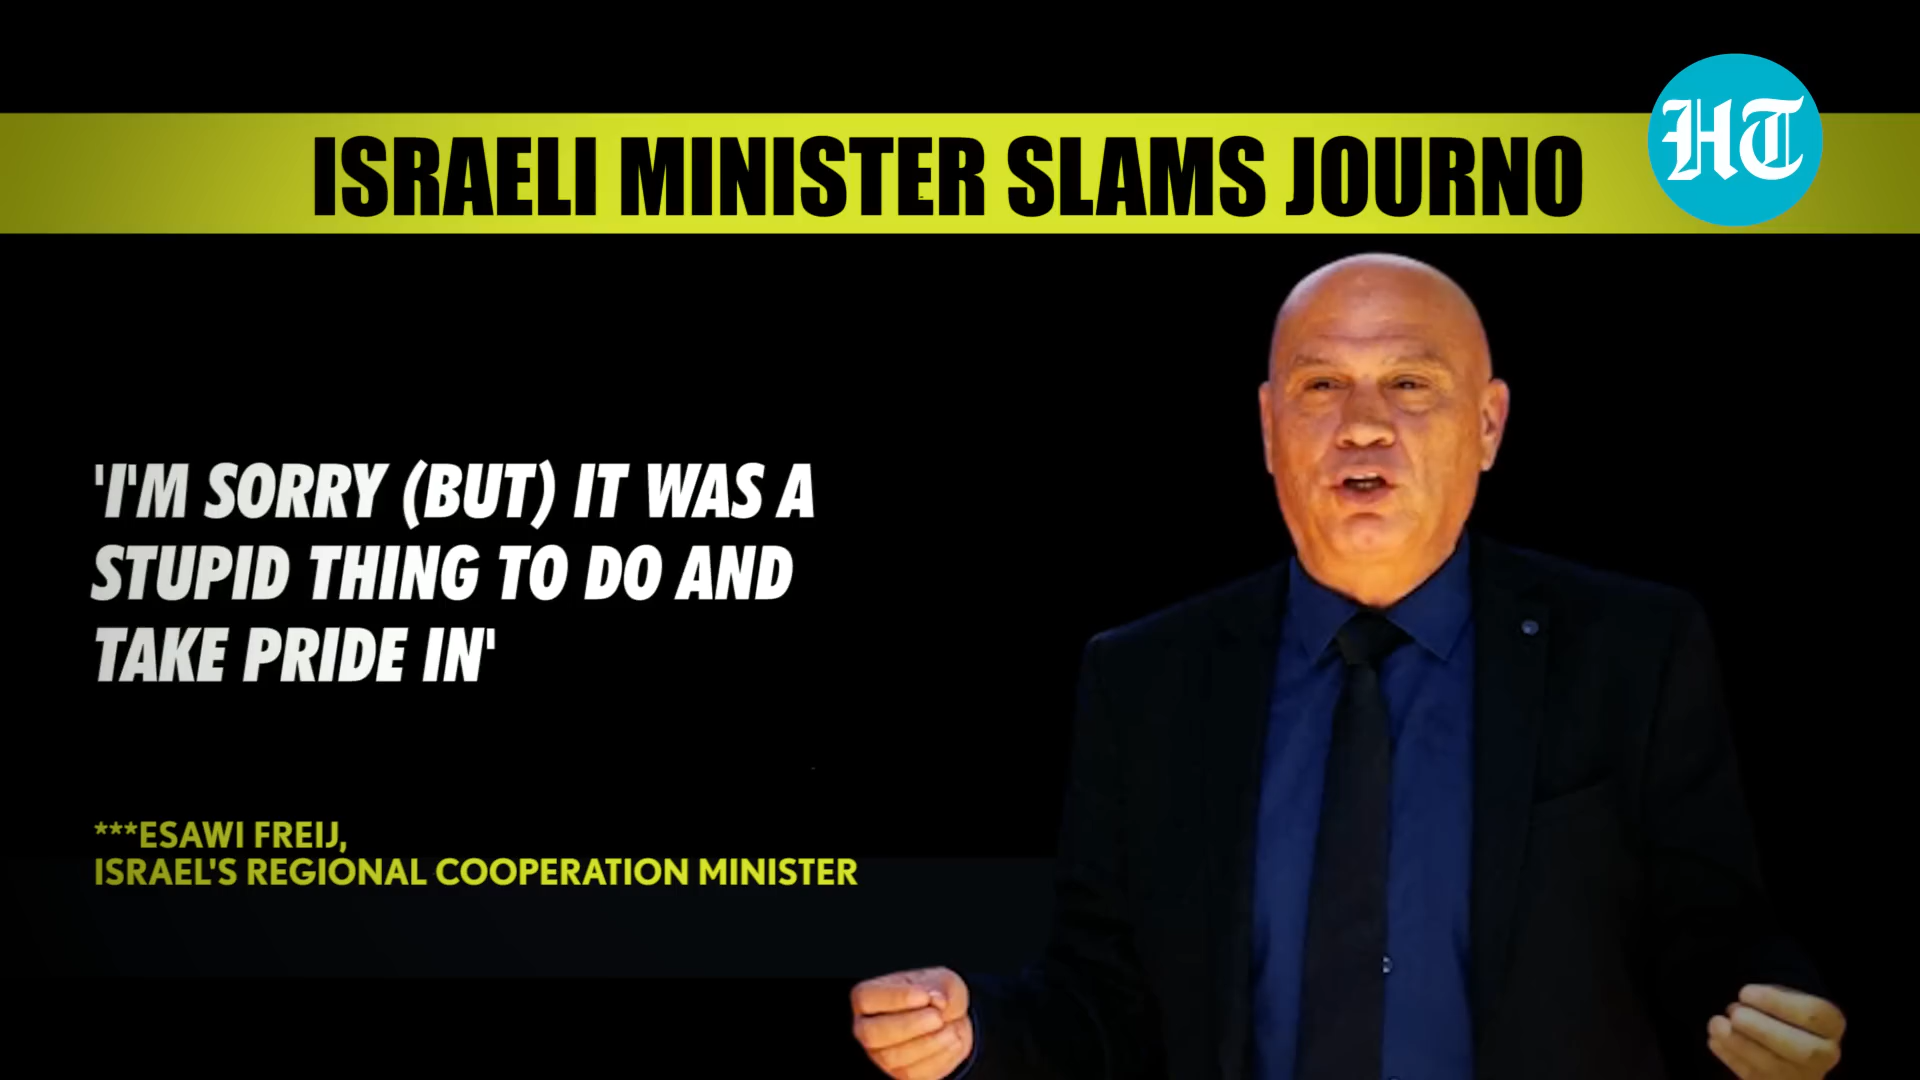 ISRAELI MINISTER SLAMS JOURNO
HT
'I'M SORRY (BUT) IT WAS A
STUPID THING TO DO AND
TAKE PRIDE IN'
***ESAWI FREIJ,
ISRAEL'S REGIONAL COOPERATION MINISTER